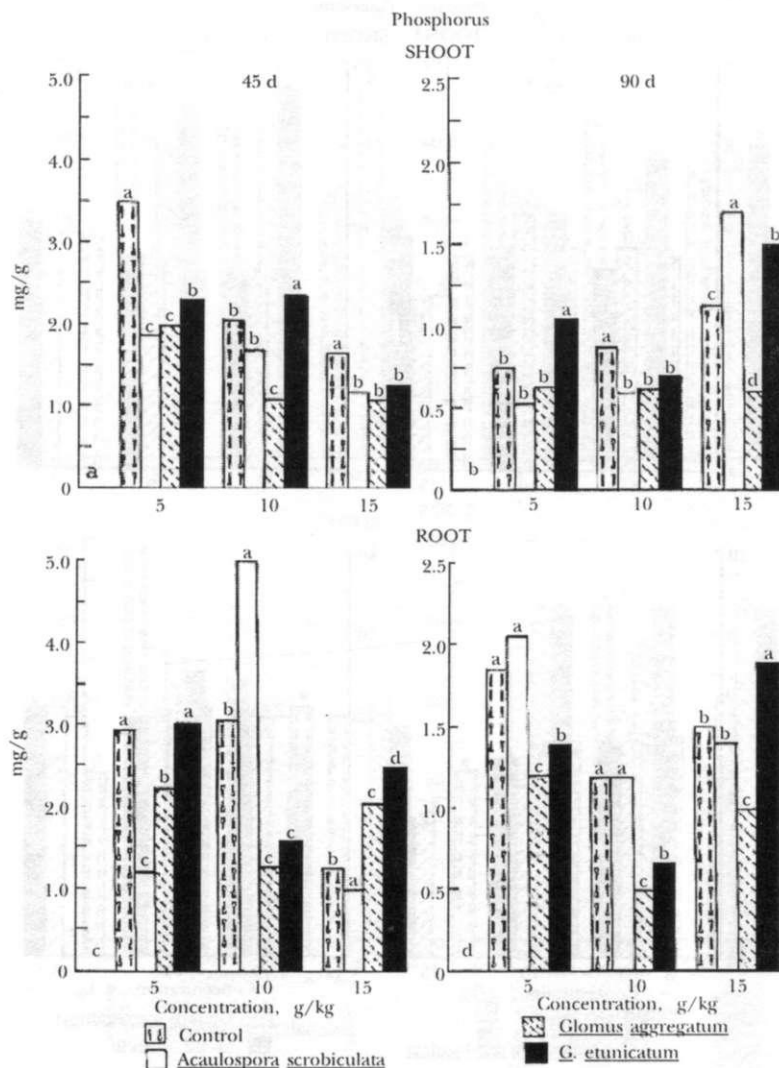 Phosphorus
SHOOT
45 d
90 d
mg/g
5.0
4.0
3.0
2.0
1.0
0
a
a c c b
b b c a
a b b b
5 10 15
2.5
2.0
1.5
1.0
0.5
0
b
b b b a
a b b b
c a d b
5 10 15
ROOT
mg/g
5.0
4.0
3.0
2.0
1.0
0
c
a c b a
b a c c
a a c d
5 10 15
Concentration, g/kg
2.5
2.0
1.5
1.0
0.5
0
d
a a c b
a a c b
b b c a
5 10 15
Concentration, g/kg
Control
Acaulospora scrobiculata
Glomus aggregatum
G. etunicatum